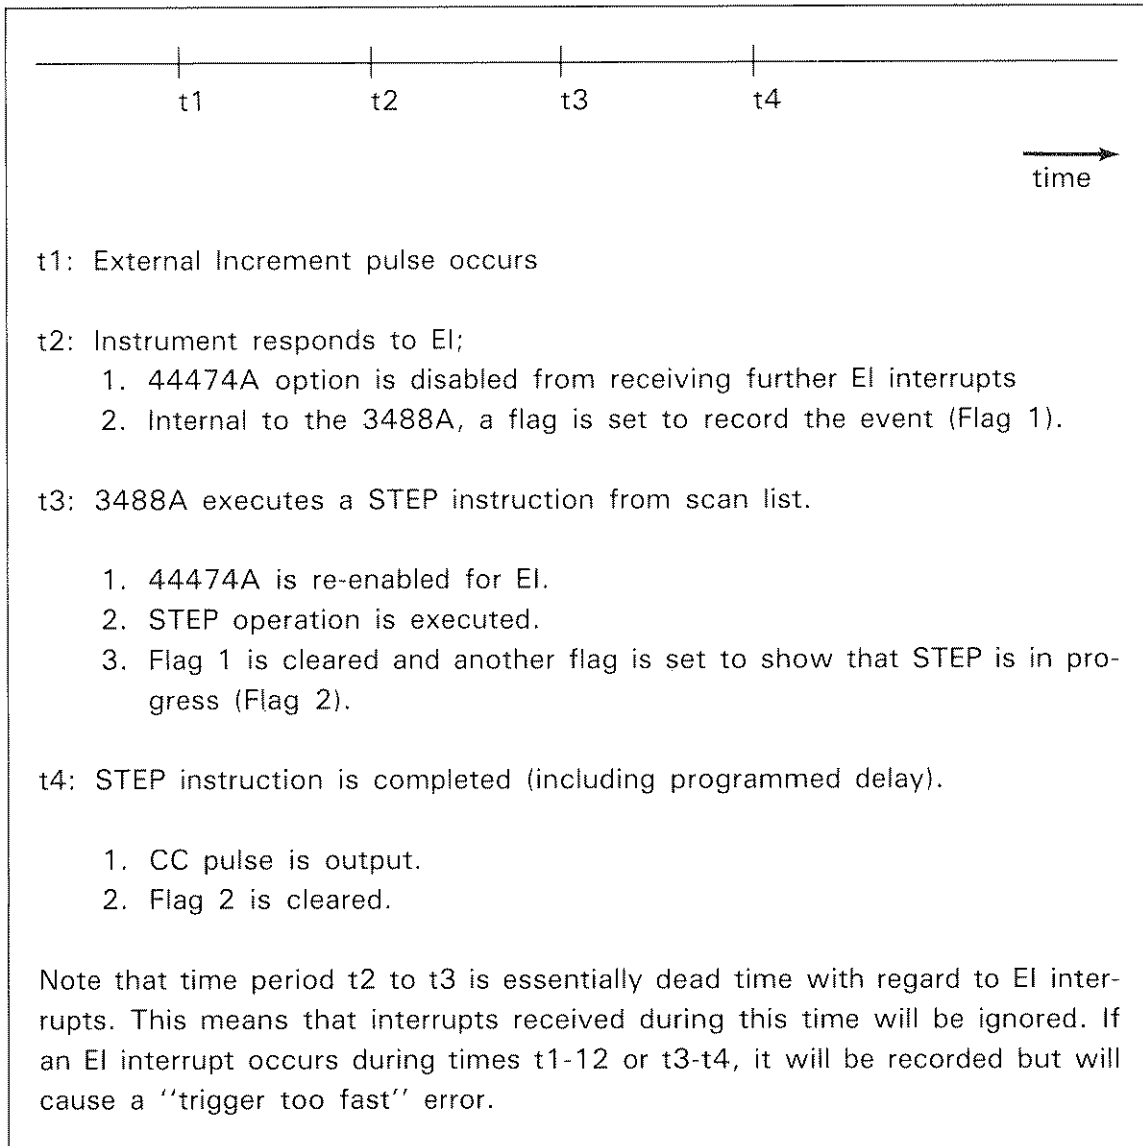 t1 t2 t3 t4
time
t1: External Increment pulse occurs
t2: Instrument responds to EI;
1. 44474A option is disabled from receiving further EI interrupts
2. Internal to the 3488A, a flag is set to record the event (Flag 1).
t3: 3488A executes a STEP instruction from scan list.
1. 44474A is re-enabled for EI.
2. STEP operation is executed.
3. Flag 1 is cleared and another flag is set to show that STEP is in pro-
gress (Flag 2).
t4: STEP instruction is completed (including programmed delay).
1. CC pulse is output.
2. Flag 2 is cleared.
Note that time period t2 to t3 is essentially dead time with regard to EI inter-
rupts. This means that interrupts received during this time will be ignored. If
an EI interrupt occurs during times t1-12 or t3-t4, it will be recorded but will
cause a ''trigger too fast'' error.